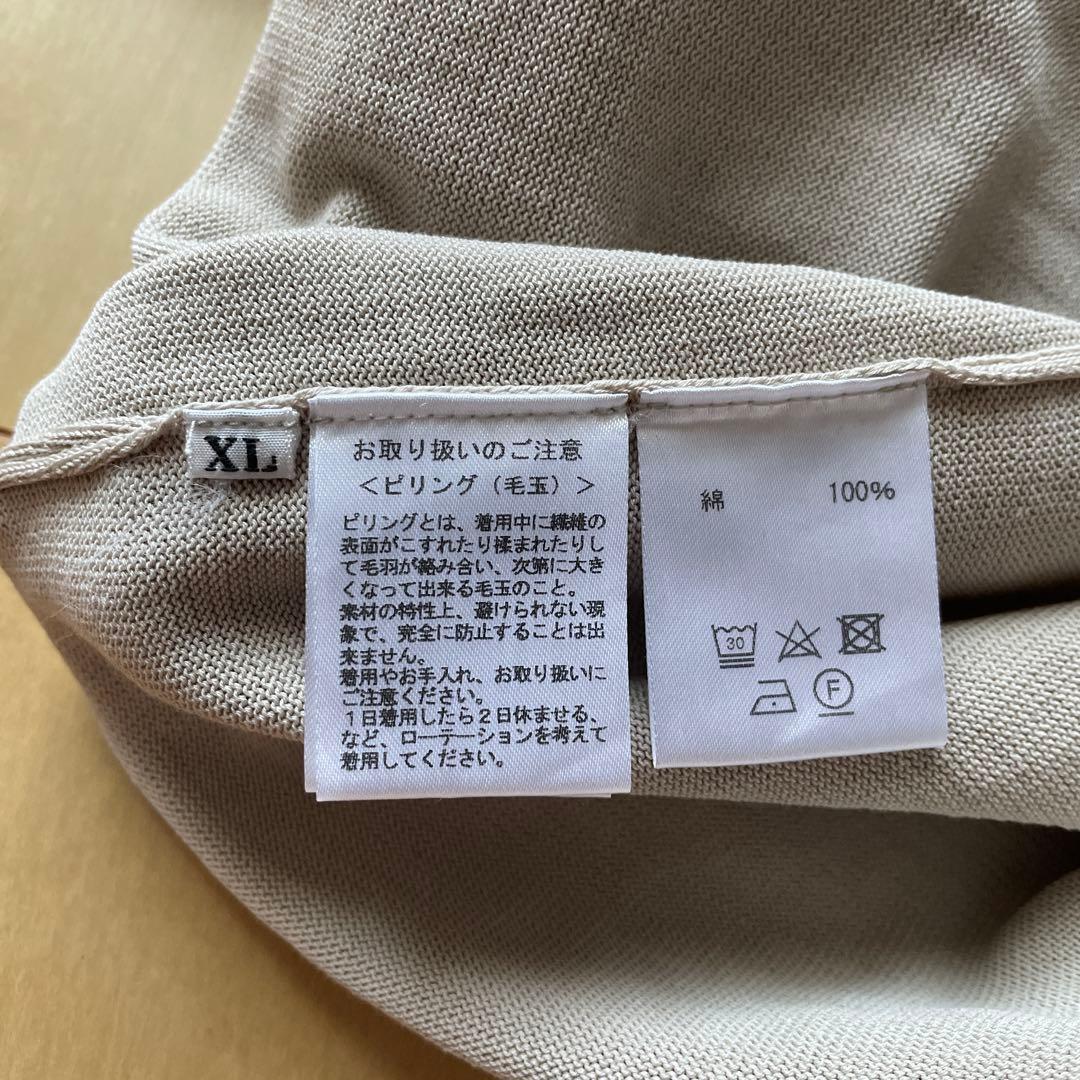 XL
お取り扱いのご注意
＜ピリング（毛玉）＞
ピリングとは、着用中に繊維の
表面がこすれたり揉まれたりし
て毛羽が絡み合い、次第に大き
くなって出来る毛玉のこと。
素材の特性上、避けられない現
象で、完全に防止することは出
来ません。
着用やお手入れ、お取り扱いに
ご注意ください。
１日着用したら２日休ませる、
など、ローテーションを考えて
着用してください。
綿 100%
30
F